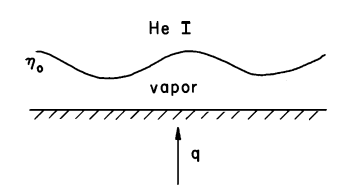 He I
η₀
vapor
q